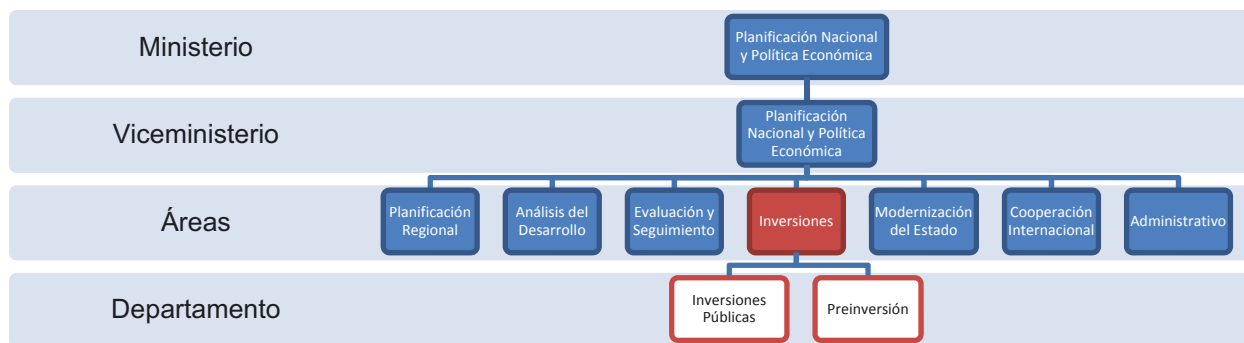 Ministerio
Planificación Nacional
y Política Económica
Viceministerio
Planificación
Nacional y Política
Económica
Áreas
Planificación
Regional
Análisis del
Desarrollo
Evaluación y
Seguimiento
Inversiones
Modernización
del Estado
Cooperación
Internacional
Administrativo
Departamento
Inversiones
Públicas
Preinversión